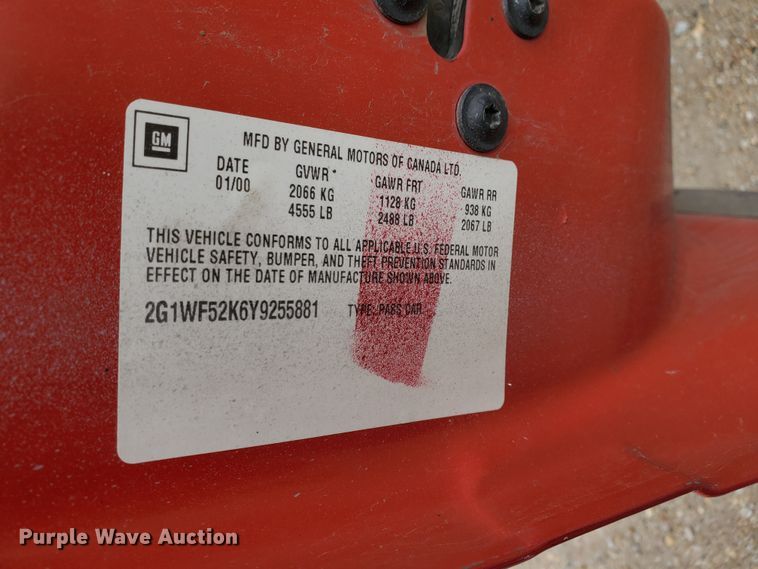 GM
MFD BY GENERAL MOTORS OF CANADA LTD.
DATE GVWR* GAWR FRT GAWR RR
01/00 2066 KG 1128 KG 938 KG
4555 LB 2488 LB 2067 LB
THIS VEHICLE CONFORMS TO ALL APPLICABLE U.S. FEDERAL MOTOR
VEHICLE SAFETY, BUMPER, AND THEFT PREVENTION STANDARDS IN
EFFECT ON THE DATE OF MANUFACTURE SHOWN ABOVE.
2G1WF52K6Y9255881 TYPE: PASS CAR
Purple Wave Auction